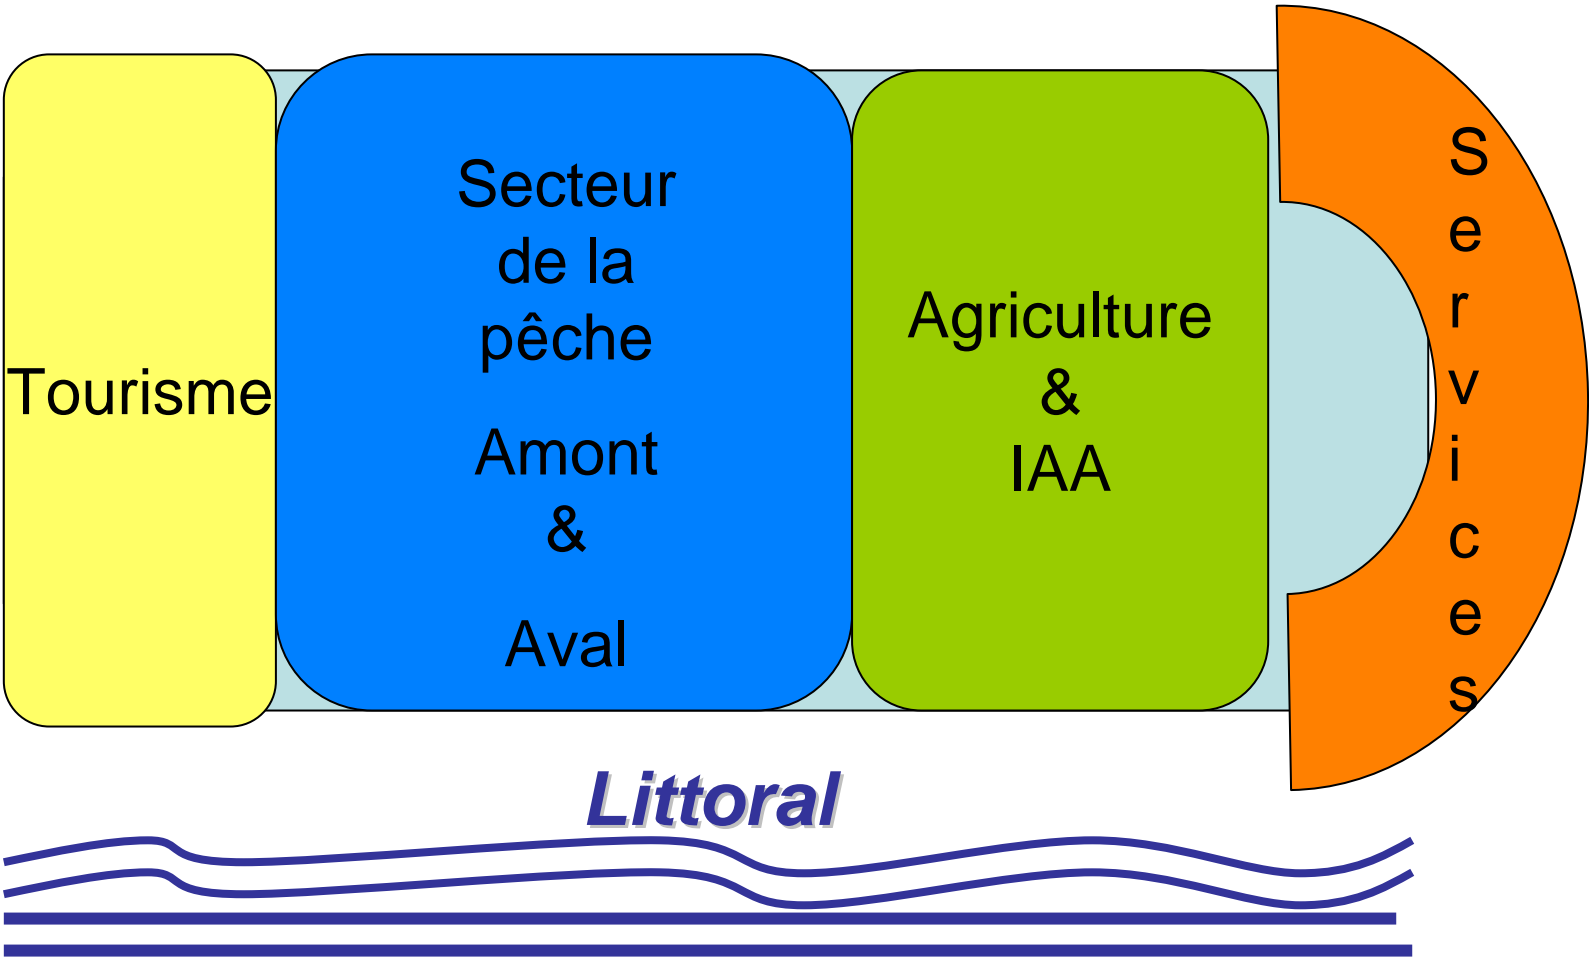 Tourisme
Secteur
de la
pêche
Amont
&
Aval
Agriculture
&
IAA
S
e
r
v
i
c
e
s
Littoral